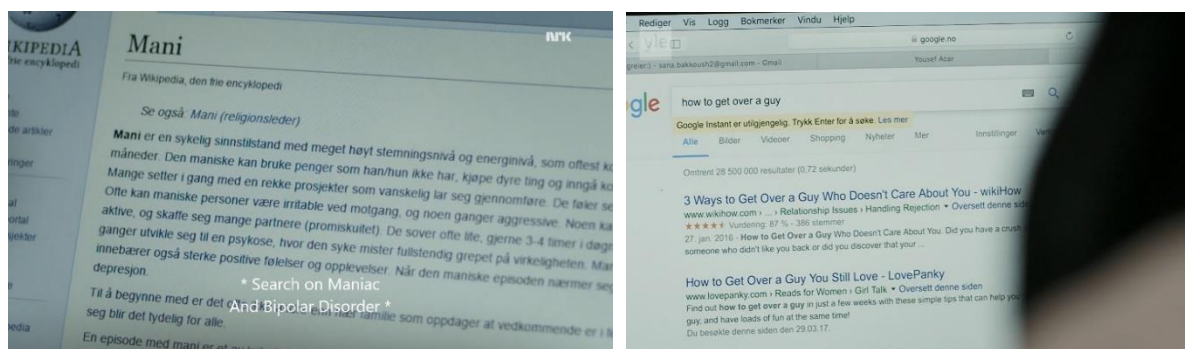 nrk
KIPEDIA
frie encyklopedi
Mani
Fra Wikipedia, den frie encyklopedi
Se også: Mani (religionsleder)
Mani er en sykelig sinnstilstand med meget høyt stemningsnivå og energinivå, som oftest
måneder. Den maniske kan bruke penger som han/hun ikke har, kjøpe dyre ting og inngå
Mange setter i gang med en rekke prosjekter som vanskelig lar seg gjennomføre. De føler
Ofte kan maniske personer være irritable ved motgang, og noen ganger aggressive. Noen
aktive, og skaffe seg mange partnere (promiskuitet). De sover ofte lite, gjerne 3-4 timer i
ganger utvikle seg til en psykose, hvor den syke mister fullstendig grepet på virkeligheten.
innebærer også sterke positive følelser og opplevelser. Når den maniske episoden nærmer
depresjon.
* Search on Maniac
And Bipolar Disorder *
Til å begynne med er det familie som oppdager at vedkommende er i
seg blir det tydelig for alle.
En episode med mani er
Rediger Vis Logg Bokmerker Vindu Hjelp
google.no
greier:) - sana.bakkoush2@gmail.com - Gmail
Yousef Acar
gle
how to get over a guy
Google Instant er utilgjengelig. Trykk Enter for å søke. Les mer
Alle Bilder Videoer Shopping Nyheter Mer Innstillinger
Omtrent 28 500 000 resultater (0,72 sekunder)
3 Ways to Get Over a Guy Who Doesn't Care About You - wikiHow
www.wikihow.com › ... › Relationship Issues › Handling Rejection ▾ Oversett denne
Vurdering: 87 % - 386 stemmer
27. jan. 2016 - How to Get Over a Guy Who Doesn't Care About You. Did you have a crush
someone who didn't like you back or did you discover that your ...
How to Get Over a Guy You Still Love - LovePanky
www.lovepanky.com › Reads for Women › Girl Talk ▾ Oversett denne siden
Find out how to get over a guy in just a few weeks with these simple tips that can help
guy, and have loads of fun at the same time!
Du besøkte denne siden den 29.03.17.